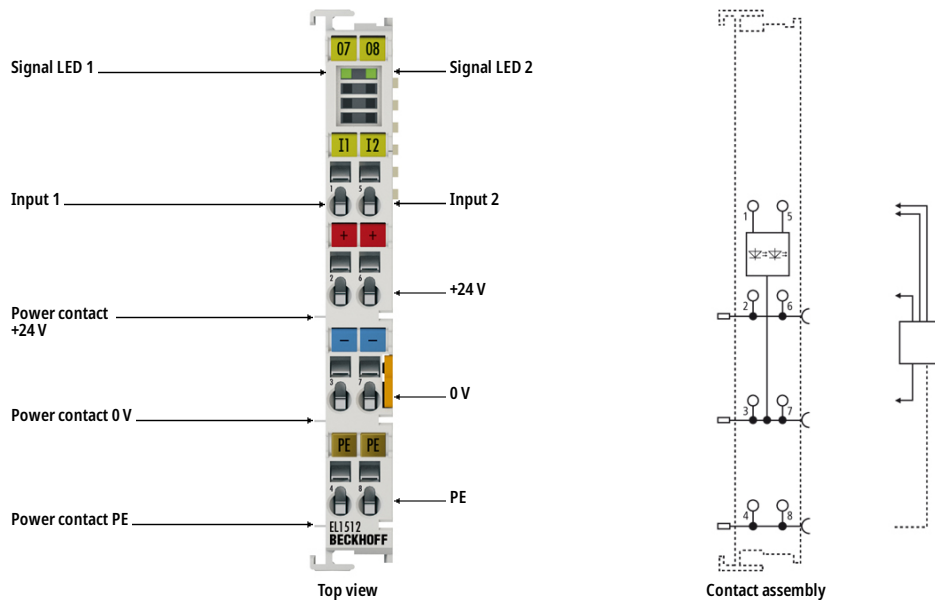 07 08
Signal LED 1
Signal LED 2
I1 I2
1 5
Input 1
Input 2
+ +
2 6
+24 V
Power contact
+24 V
− −
3 7
0 V
Power contact 0 V
PE PE
4 8
PE
Power contact PE
EL1512
BECKHOFF
Top view
1 5
2 6
3 7
4 8
Contact assembly